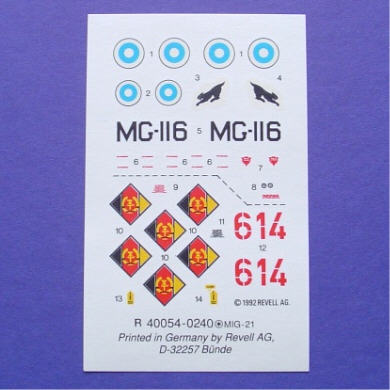 1
2
3
4
MG-116 5 MG-116
6 6 6 6
7
8
9
10 11
614
12
10 10
614
13 14
© 1992 REVELL AG.
R 40054-0240 MIG-21
Printed in Germany by Revell AG,
D-32257 Bünde